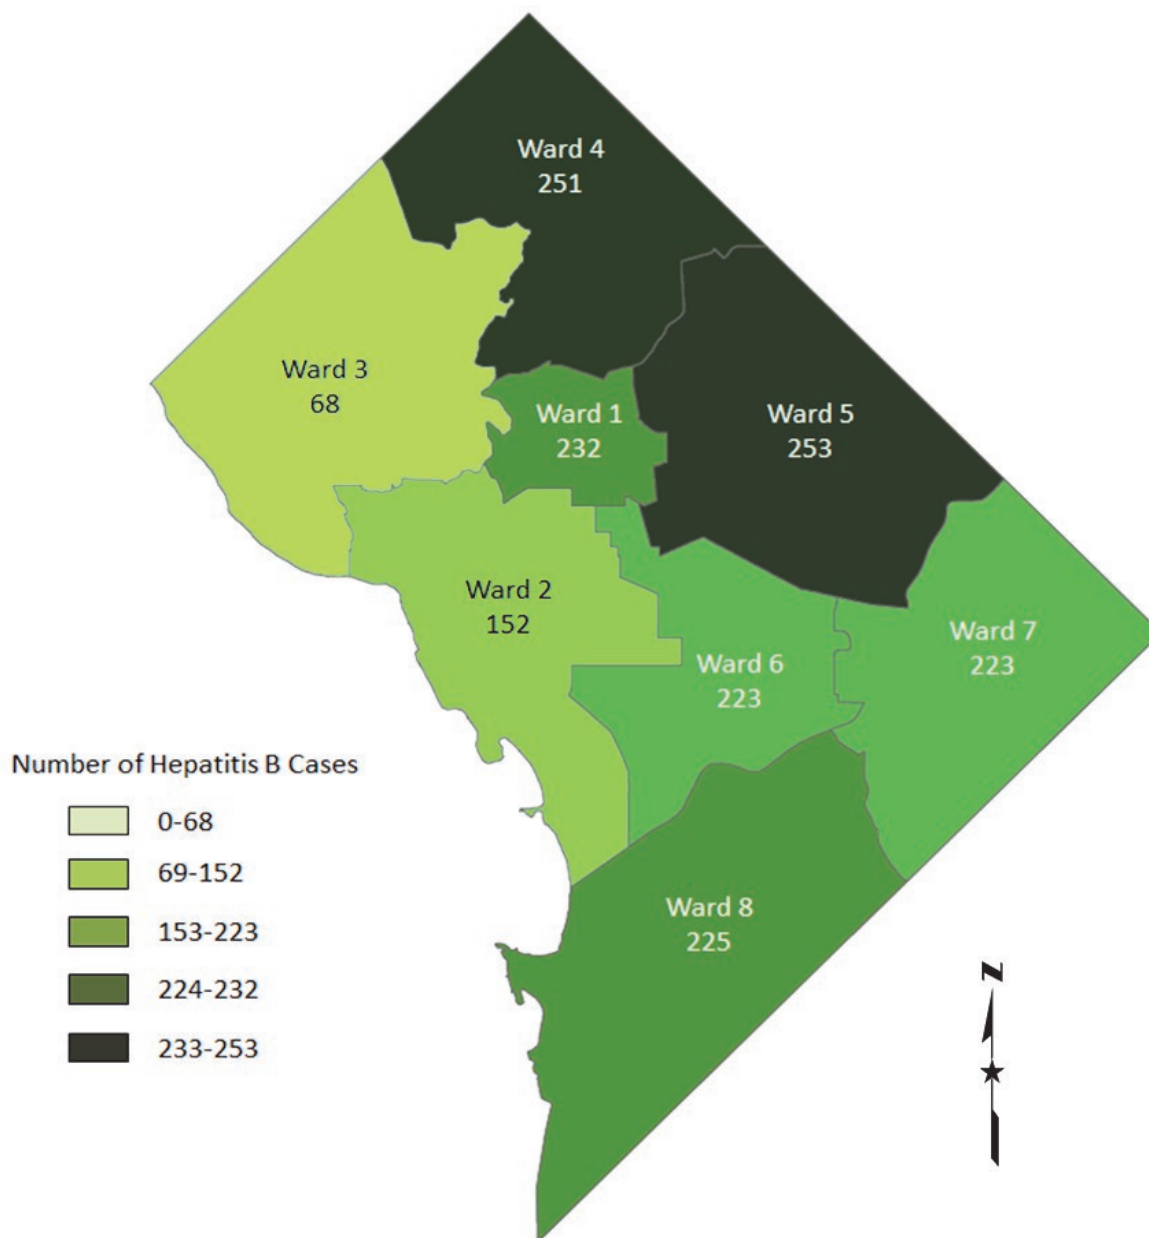 Ward 4
251
Ward 3
68
Ward 1
232
Ward 5
253
Ward 2
152
Ward 7
223
Ward 6
223
Number of Hepatitis B Cases
0-68
69-152
153-223
224-232
233-253
Ward 8
225
N